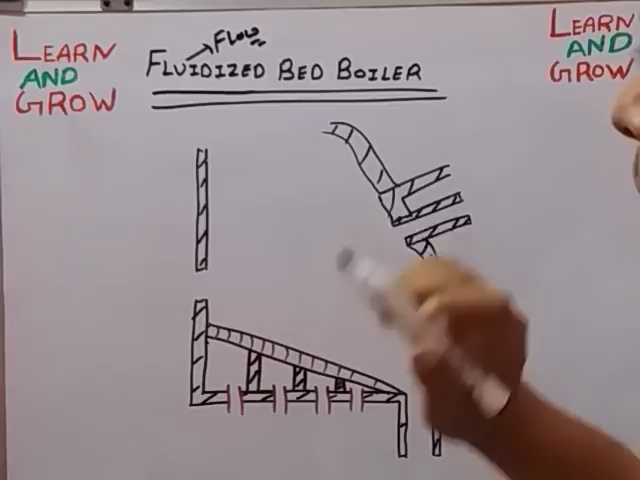 LEARN
AND
GROW
FLOW
FLUIDIZED BED BOILER
LEARN
AND
GROW